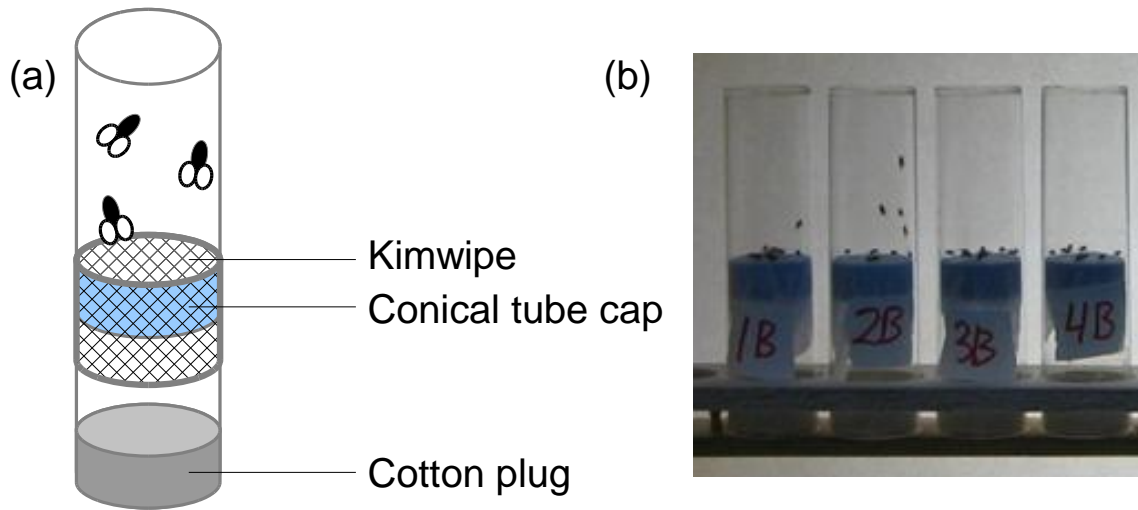 (a)
Kimwipe
Conical tube cap
Cotton plug
(b)
1B
2B
3B
4B